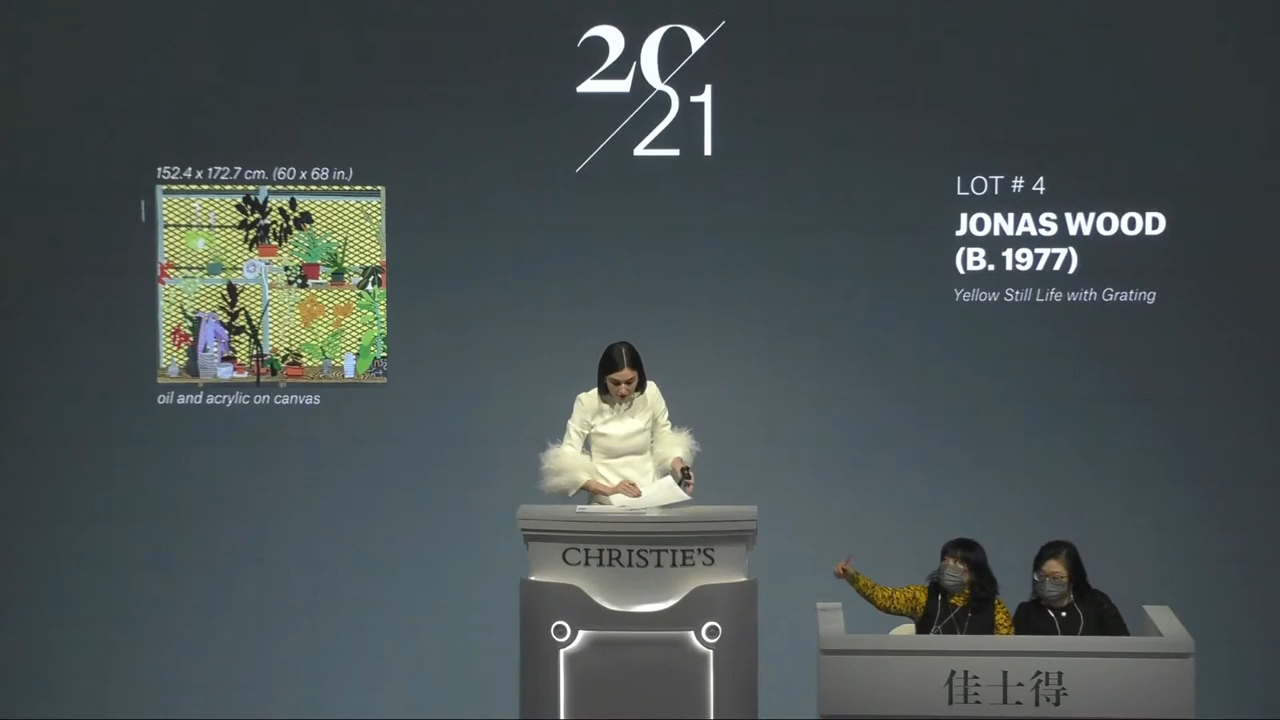 20
21
152.4 x 172.7 cm. (60 x 68 in.)
oil and acrylic on canvas
LOT # 4
JONAS WOOD
(B. 1977)
Yellow Still Life with Grating
CHRISTIE'S
佳士得